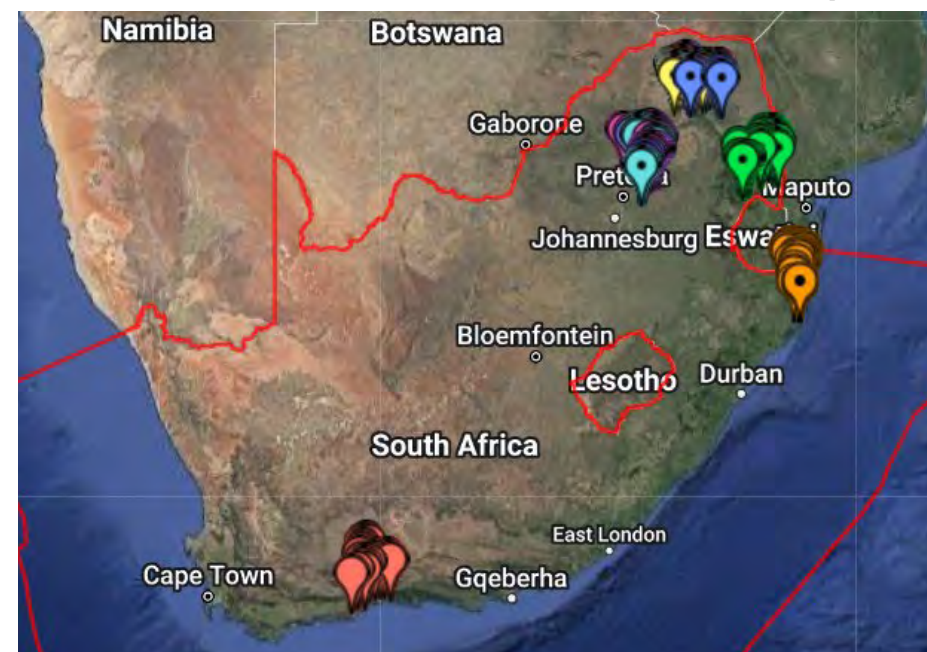 Namibia
Botswana
Gaborone
Maputo
Johannesburg
Bloemfontein
Lesotho
Durban
South Africa
East London
Cape Town
Gqeberha